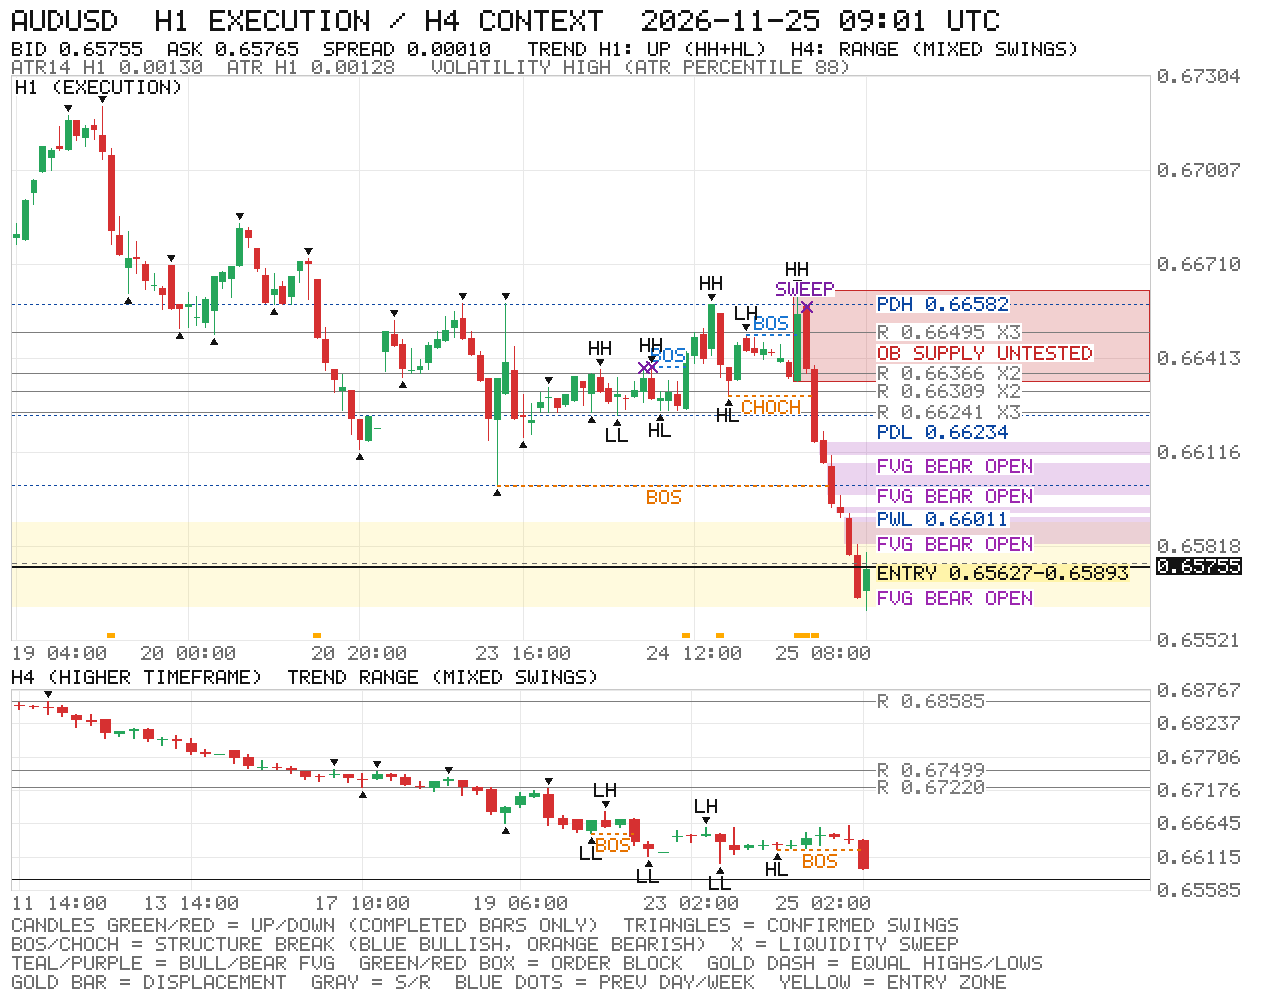 AUDUSD  H1 EXECUTION / H4 CONTEXT  2026-11-25 09:01 UTC
BID 0.65755  ASK 0.65765  SPREAD 0.00010   TREND H1: UP (HH+HL)  H4: RANGE (MIXED SWINGS)
ATR14 H1 0.00130  ATR H1 0.00128   VOLATILITY HIGH (ATR PERCENTILE 88)
H1 (EXECUTION)
0.67304
0.67007
0.66710
HH
HH
SWEEP
PDH 0.66582
LH
BOS
R 0.66495 X3
HH
HH
BOS
OB SUPPLY UNTESTED
0.66413
R 0.66366 X2
R 0.66309 X2
CHOCH
HL
R 0.66241 X3
LL
HL
PDL 0.66234
0.66116
FVG BEAR OPEN
BOS
FVG BEAR OPEN
PWL 0.66011
FVG BEAR OPEN
0.65818
0.65755
ENTRY 0.65627-0.65893
FVG BEAR OPEN
0.65521
19 04:00
20 00:00
20 20:00
23 16:00
24 12:00
25 08:00
H4 (HIGHER TIMEFRAME)  TREND RANGE (MIXED SWINGS)
0.68767
R 0.68585
0.68237
0.67706
R 0.67499
R 0.67220
0.67176
LH
LH
0.66645
BOS
LL
BOS
0.66115
HL
LL
LL
0.65585
11 14:00
13 14:00
17 10:00
19 06:00
23 02:00
25 02:00
CANDLES GREEN/RED = UP/DOWN (COMPLETED BARS ONLY)  TRIANGLES = CONFIRMED SWINGS
BOS/CHOCH = STRUCTURE BREAK (BLUE BULLISH, ORANGE BEARISH)  X = LIQUIDITY SWEEP
TEAL/PURPLE = BULL/BEAR FVG  GREEN/RED BOX = ORDER BLOCK  GOLD DASH = EQUAL HIGHS/LOWS
GOLD BAR = DISPLACEMENT  GRAY = S/R  BLUE DOTS = PREV DAY/WEEK  YELLOW = ENTRY ZONE